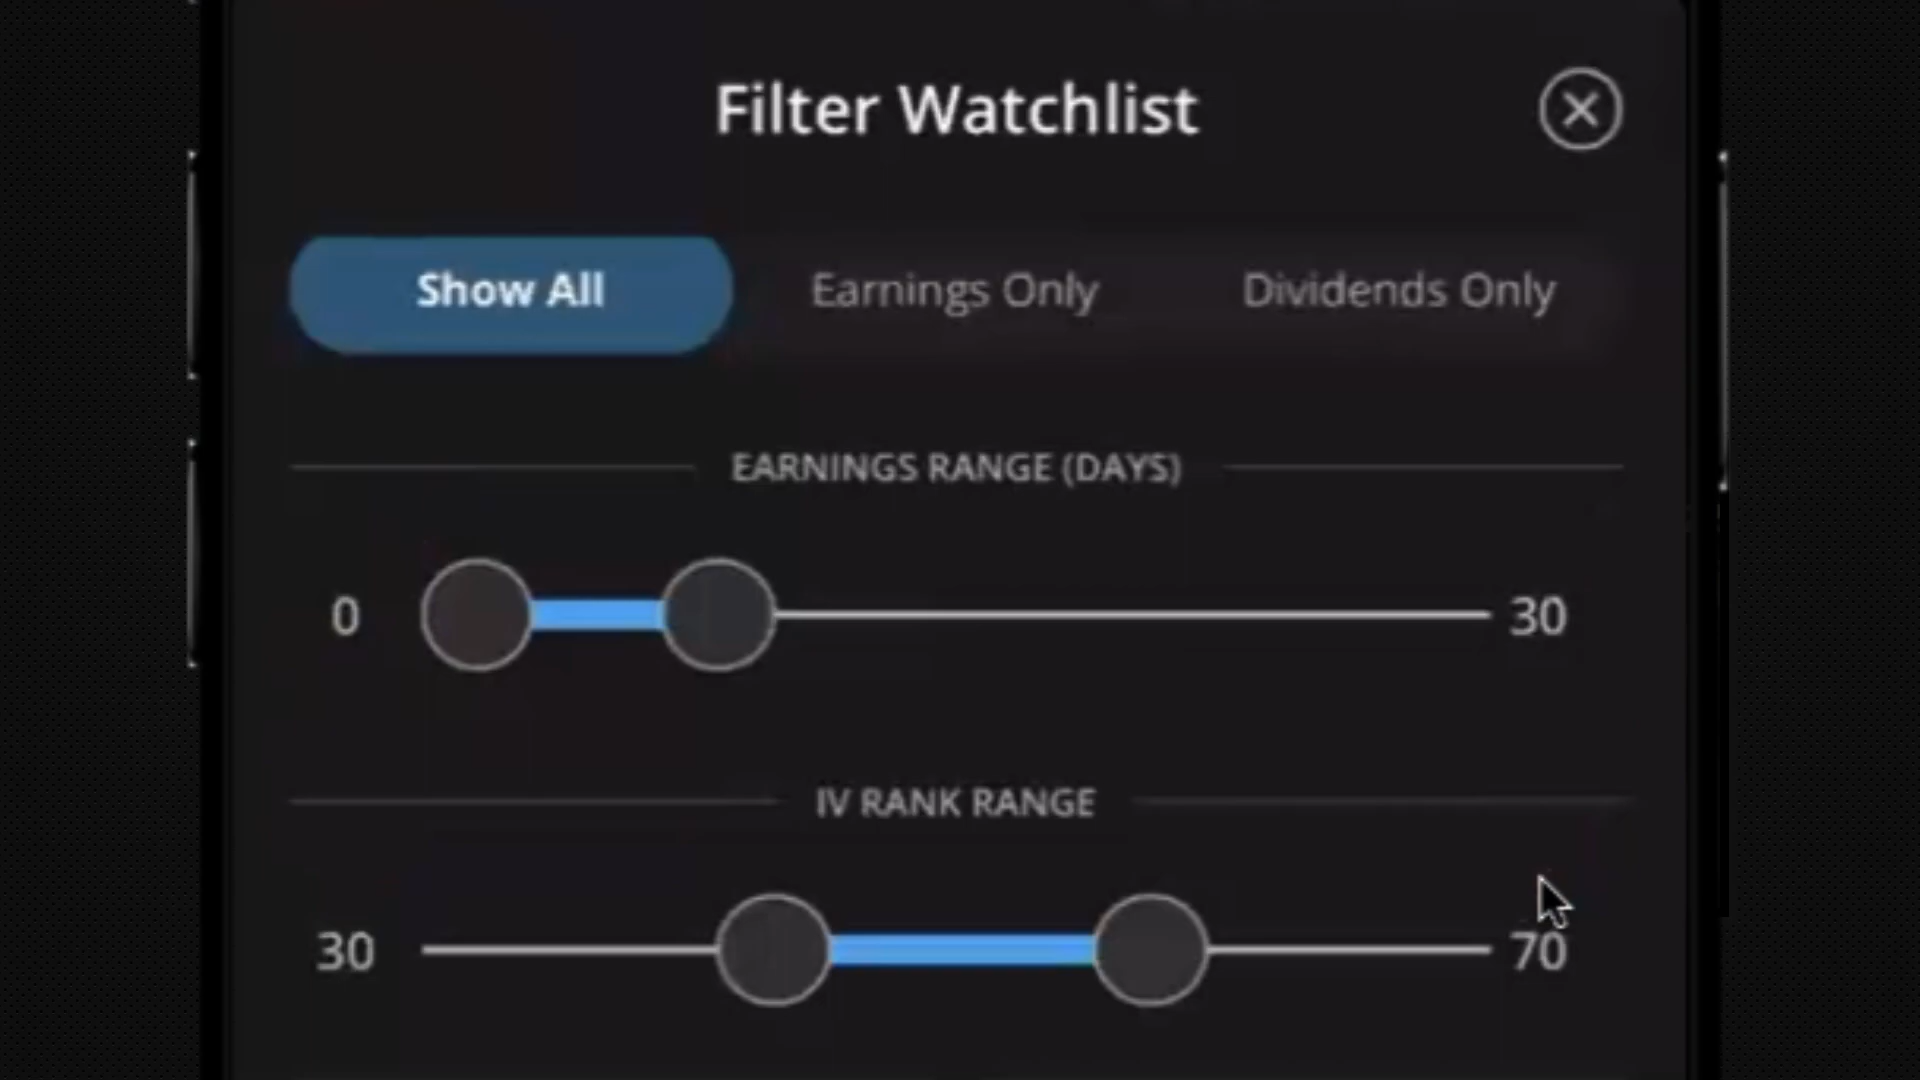 Filter Watchlist
Show All Earnings Only Dividends Only
EARNINGS RANGE (DAYS)
0 30
IV RANK RANGE
30 70